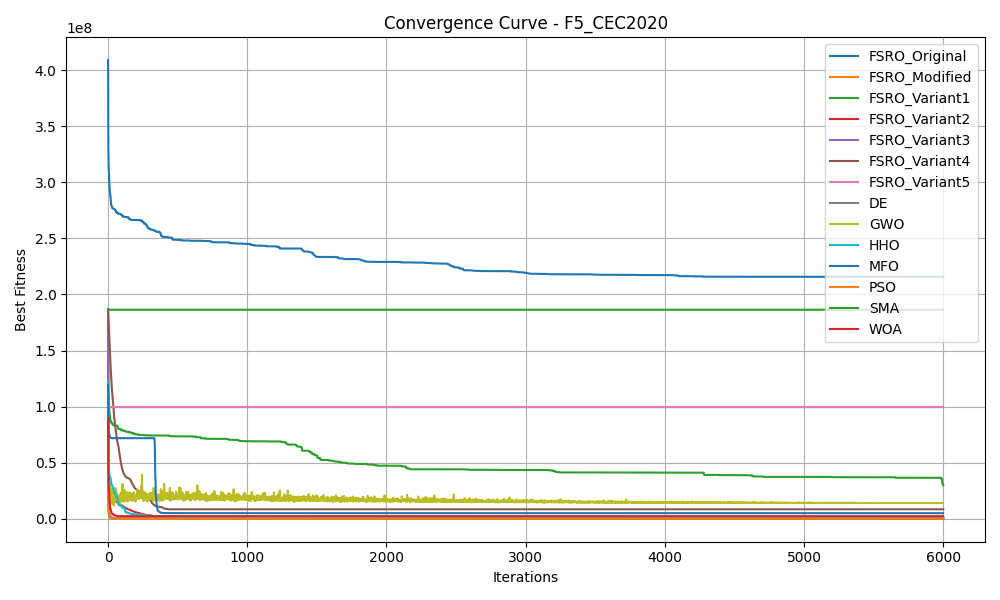 Convergence Curve - F5_CEC2020
1e8
4.0
3.5
3.0
2.5
2.0
1.5
1.0
0.5
0.0
Best Fitness
0 1000 2000 3000 4000 5000 6000
Iterations
FSRO_Original
FSRO_Modified
FSRO_Variant1
FSRO_Variant2
FSRO_Variant3
FSRO_Variant4
FSRO_Variant5
DE
GWO
HHO
MFO
PSO
SMA
WOA